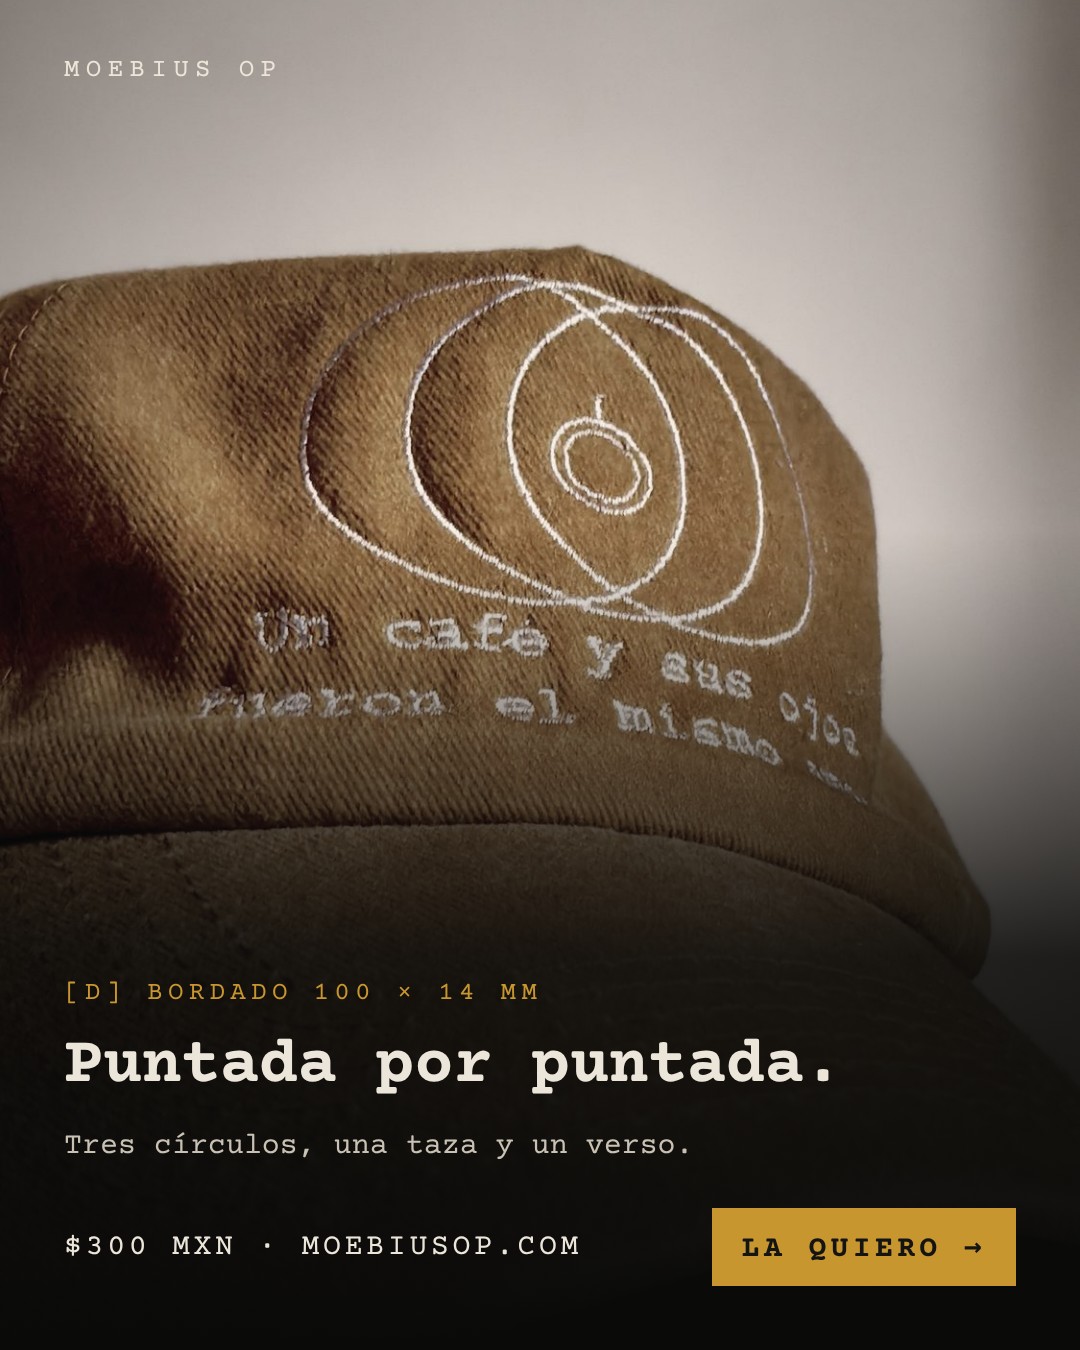 MOEBIUS OP
Un café y sus ojos
fueron el mismo
[D] BORDADO 100 × 14 MM
Puntada por puntada.
Tres círculos, una taza y un verso.
$300 MXN · MOEBIUSOP.COM
LA QUIERO →